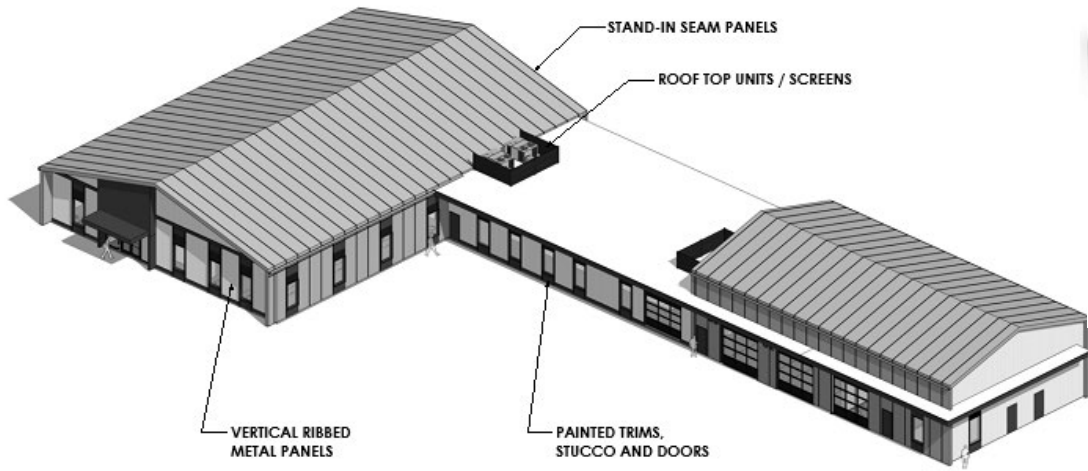 STAND-IN SEAM PANELS
ROOF TOP UNITS / SCREENS
VERTICAL RIBBED
METAL PANELS
PAINTED TRIMS,
STUCCO AND DOORS